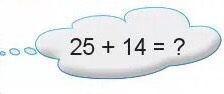 25 + 14 = ?